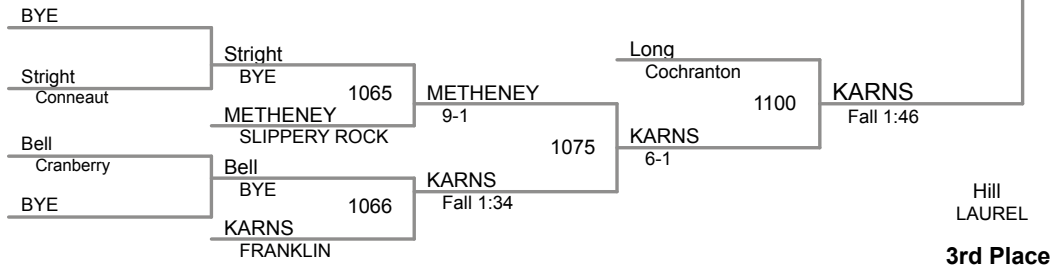 BYE
Stright
Conneaut
Bell
Cranberry
BYE
Stright
BYE
1065
METHENEY
SLIPPERY ROCK
Bell
BYE
1066
KARNS
FRANKLIN
METHENEY
9-1
1075
KARNS
Fall 1:34
Long
Cochranton
1100
KARNS
6-1
KARNS
Fall 1:46
Hill
LAUREL
3rd Place